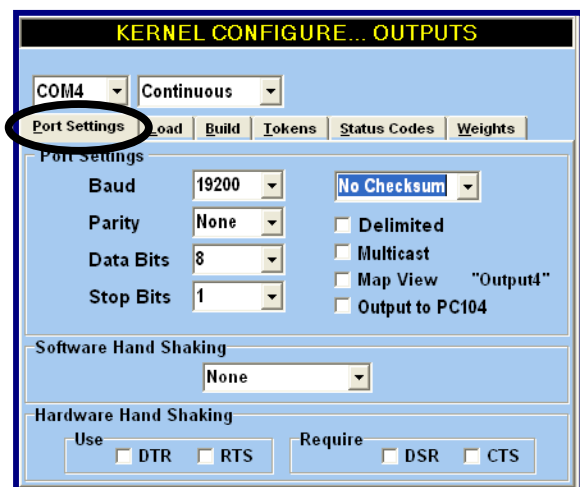 KERNEL CONFIGURE... OUTPUTS
COM4 Continuous
Port Settings Load Build Tokens Status Codes Weights
Port Settings
Baud 19200 No Checksum
Parity None Delimited
Data Bits 8 Multicast
Map View "Output4"
Stop Bits 1 Output to PC104
Software Hand Shaking
None
Hardware Hand Shaking
Use Require
DTR RTS DSR CTS